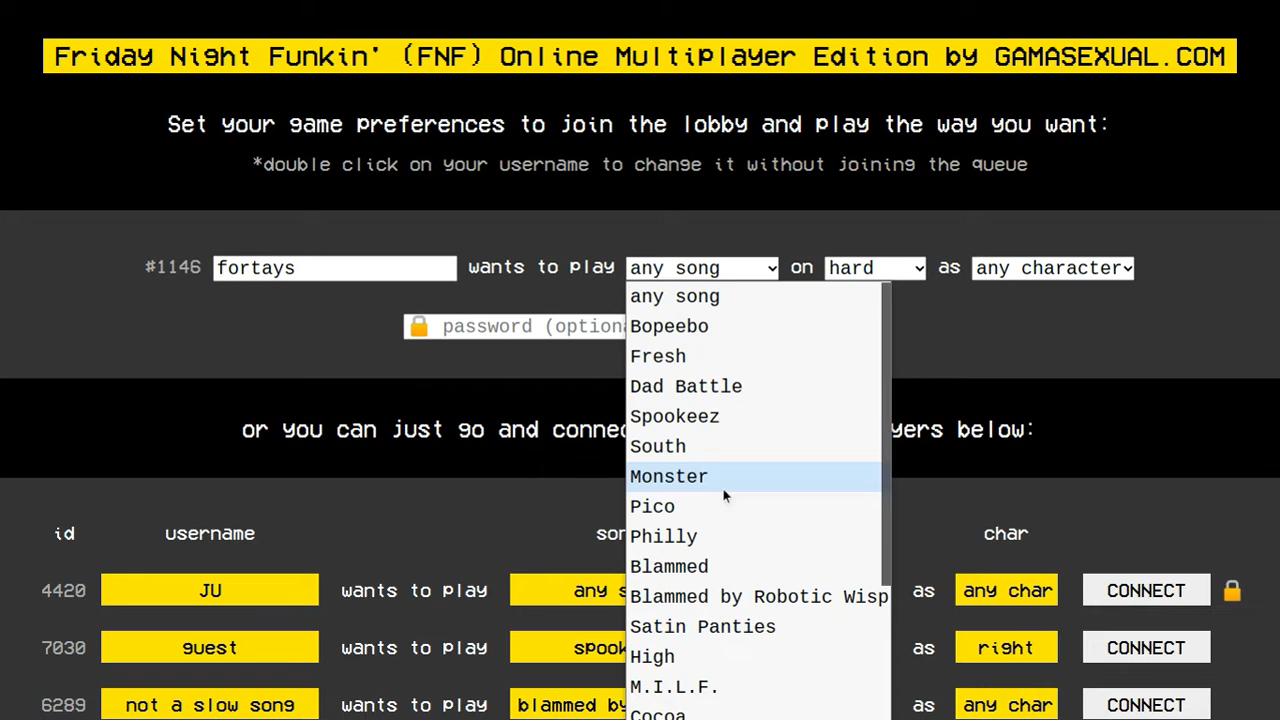 Friday Night Funkin' (FNF) Online Multiplayer Edition by GAMASEXUAL.COM
Set your game preferences to join the lobby and play the way you want:
*double click on your username to change it without joining the queue
#1146 fortays wants to play any song on hard as any character
password (optiona
any song
Bopeebo
Fresh
Dad Battle
Spookeez
South
Monster
Pico
Philly
Blammed
Blammed by Robotic Wisp
Satin Panties
High
M.I.L.F.
Cocoa
or you can just go and conne yers below:
id username so char
4420 JU wants to play any s as any char CONNECT
7030 guest wants to play spook as right CONNECT
6289 not a slow song wants to play blammed by as any char CONNECT